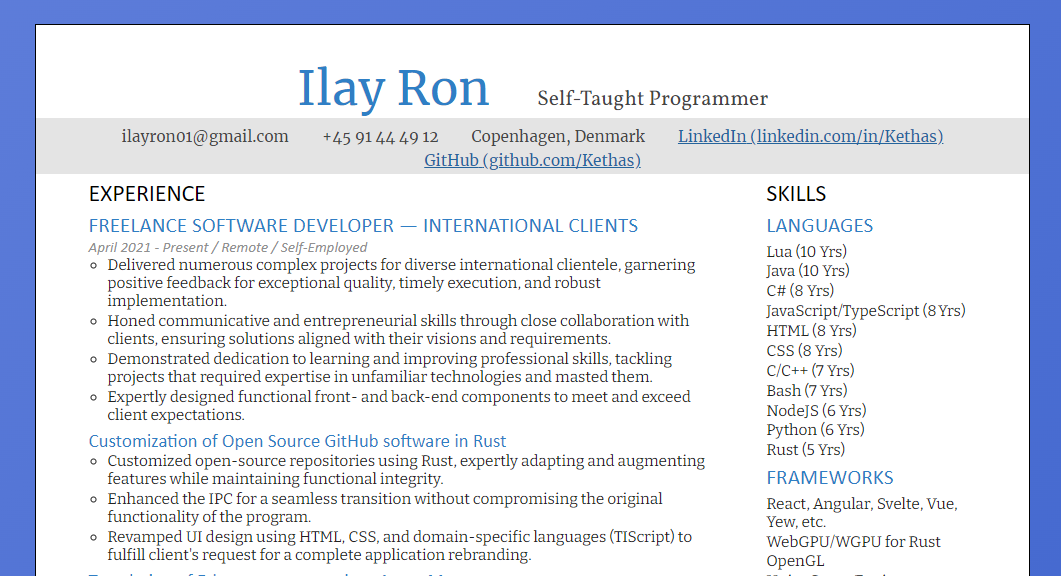 Ilay Ron Self-Taught Programmer
ilayron01@gmail.com +45 91 44 49 12 Copenhagen, Denmark LinkedIn (linkedin.com/in/Kethas)
GitHub (github.com/Kethas)
EXPERIENCE
FREELANCE SOFTWARE DEVELOPER — INTERNATIONAL CLIENTS
April 2021 - Present / Remote / Self-Employed
Delivered numerous complex projects for diverse international clientele, garnering
positive feedback for exceptional quality, timely execution, and robust
implementation.
Honed communicative and entrepreneurial skills through close collaboration with
clients, ensuring solutions aligned with their visions and requirements.
Demonstrated dedication to learning and improving professional skills, tackling
projects that required expertise in unfamiliar technologies and masted them.
Expertly designed functional front- and back-end components to meet and exceed
client expectations.
Customization of Open Source GitHub software in Rust
Customized open-source repositories using Rust, expertly adapting and augmenting
features while maintaining functional integrity.
Enhanced the IPC for a seamless transition without compromising the original
functionality of the program.
Revamped UI design using HTML, CSS, and domain-specific languages (TIScript) to
fulfill client's request for a complete application rebranding.
SKILLS
LANGUAGES
Lua (10 Yrs)
Java (10 Yrs)
C# (8 Yrs)
JavaScript/TypeScript (8 Yrs)
HTML (8 Yrs)
CSS (8 Yrs)
C/C++ (7 Yrs)
Bash (7 Yrs)
NodeJS (6 Yrs)
Python (6 Yrs)
Rust (5 Yrs)
FRAMEWORKS
React, Angular, Svelte, Vue,
Yew, etc.
WebGPU/WGPU for Rust
OpenGL